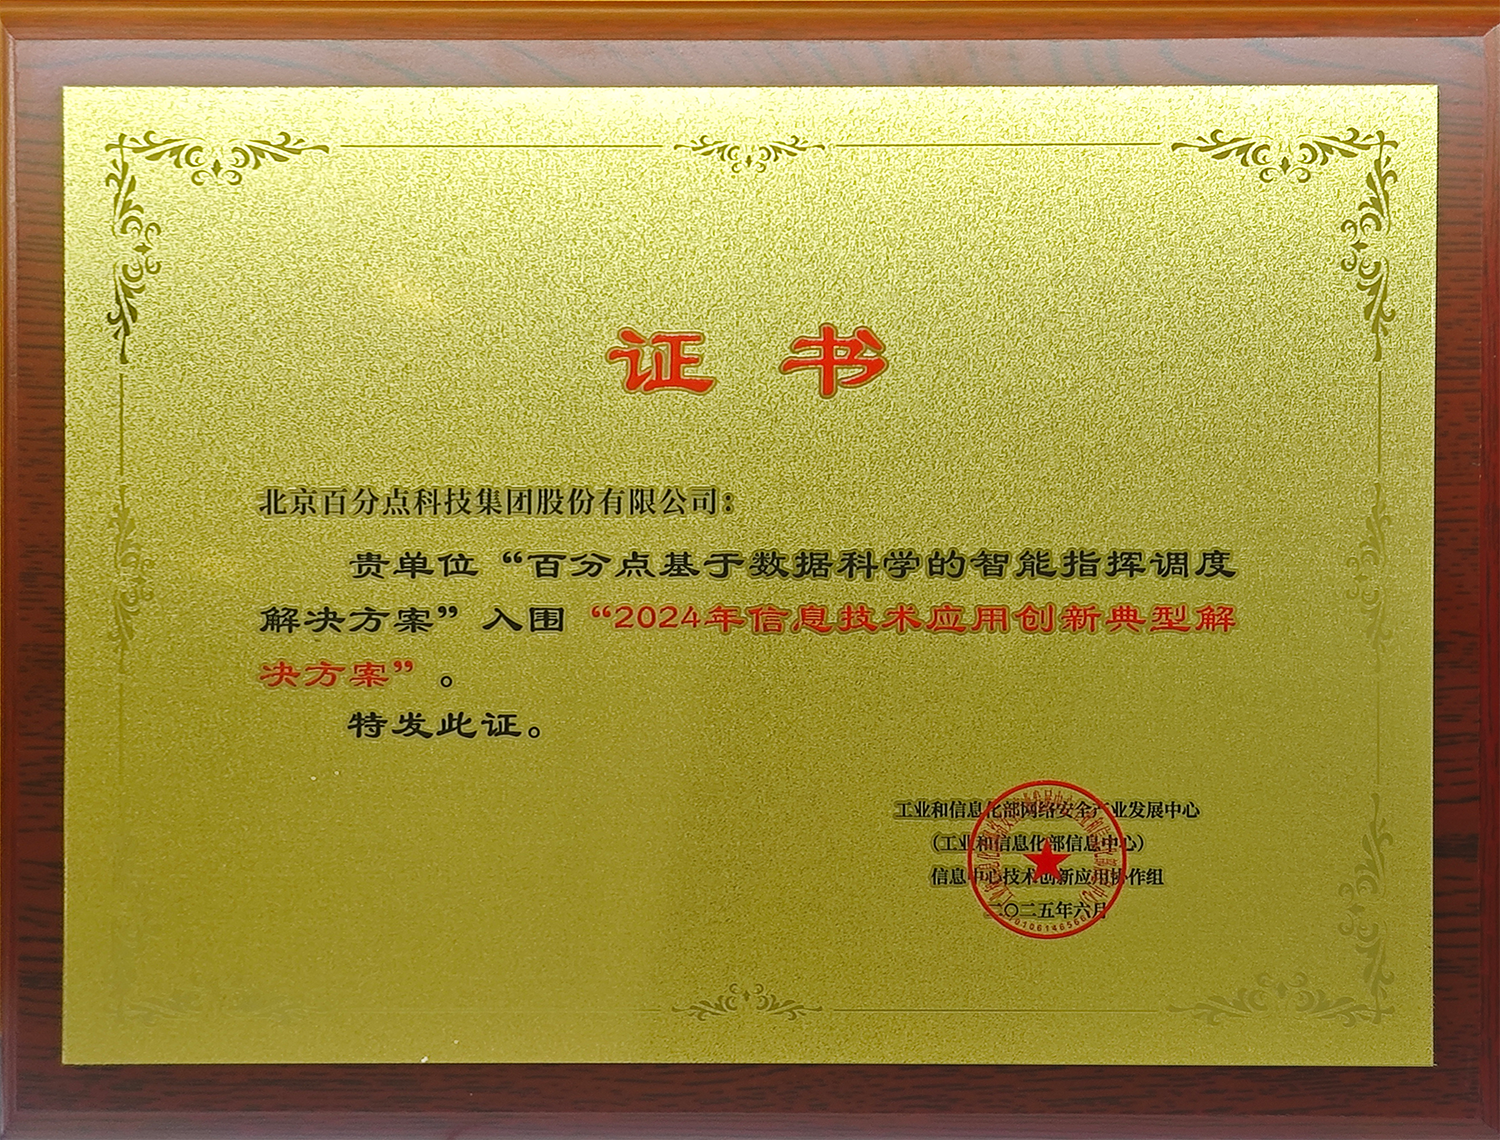 证 书
北京百分点科技集团股份有限公司：
贵单位“百分点基于数据科学的智能指挥调度
解决方案”入围“2024年信息技术应用创新典型解
决方案”。
特发此证。
工业和信息化部网络安全产业发展中心
（工业和信息化部信息中心）
信息中心技术创新应用协作组
二〇二五年六月